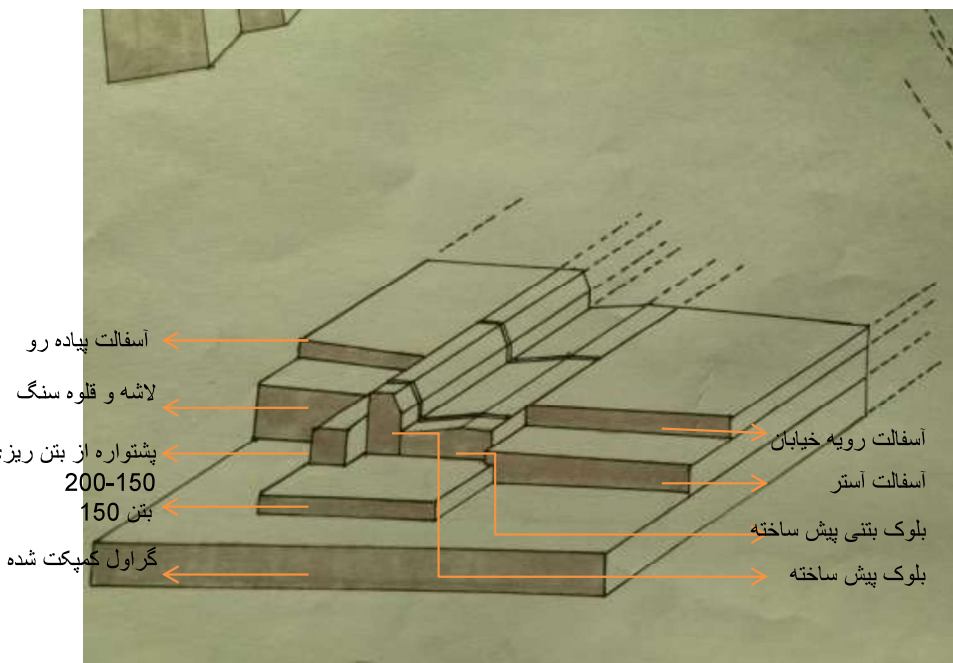 آسفالت پیاده رو
لاشه و قلوه سنگ
پشتواره از بتن ریزی
200-150
بتن 150
گراول کمپکت شده
آسفالت رویه خیابان
آسفالت آستر
بلوک بتنی پیش ساخته
بلوک پیش ساخته